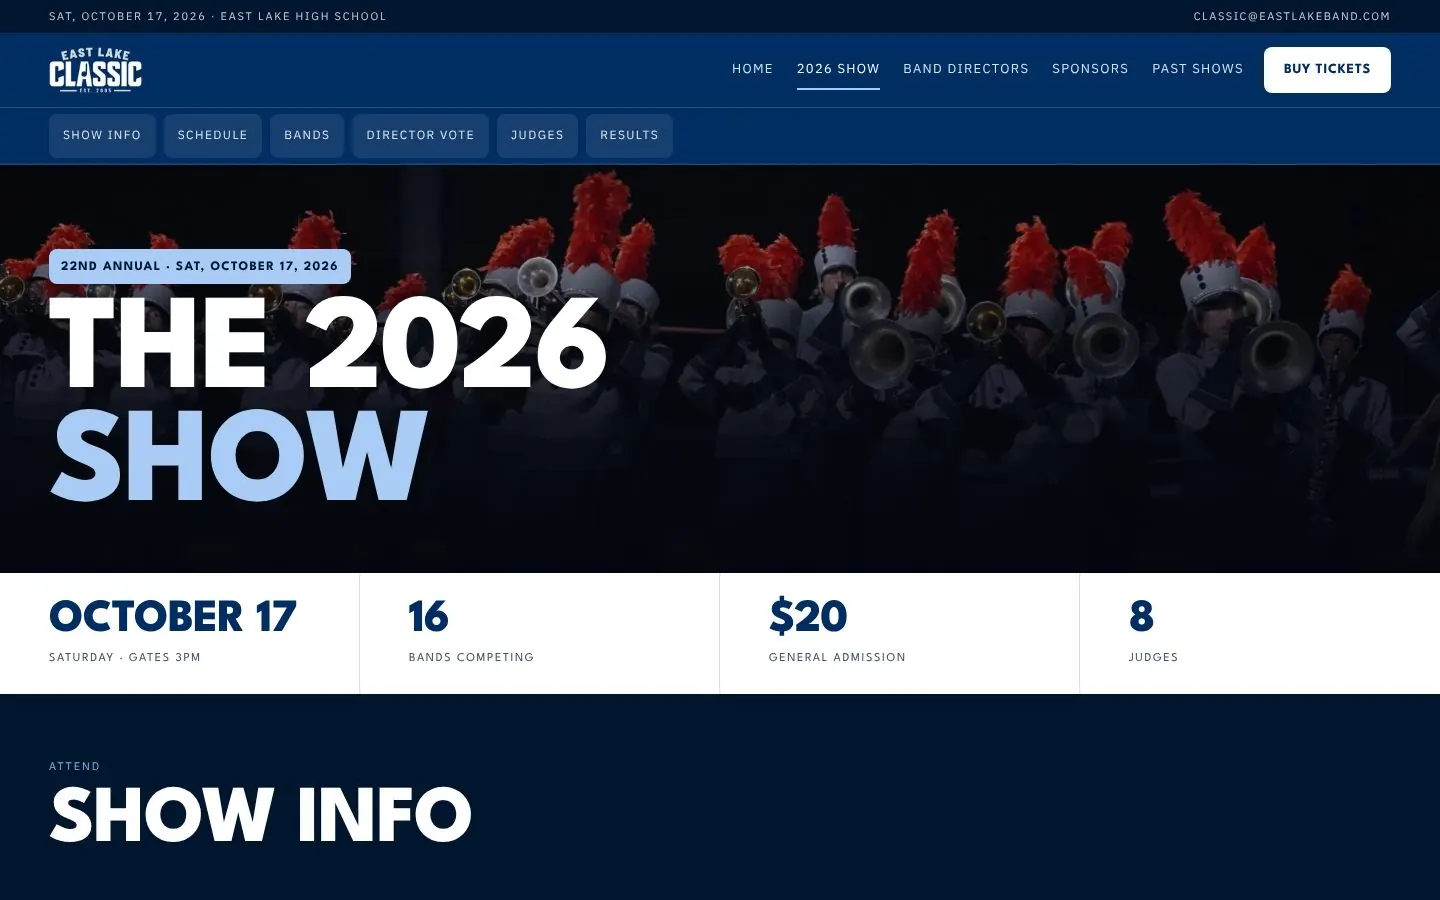 SAT, OCTOBER 17, 2026 · EAST LAKE HIGH SCHOOL
CLASSIC@EASTLAKEBAND.COM
EAST LAKE
CLASSIC
EST. 2005
HOME
2026 SHOW
BAND DIRECTORS
SPONSORS
PAST SHOWS
BUY TICKETS
SHOW INFO
SCHEDULE
BANDS
DIRECTOR VOTE
JUDGES
RESULTS
22ND ANNUAL · SAT, OCTOBER 17, 2026
THE 2026
SHOW
OCTOBER 17
SATURDAY · GATES 3PM
16
BANDS COMPETING
$20
GENERAL ADMISSION
8
JUDGES
ATTEND
SHOW INFO